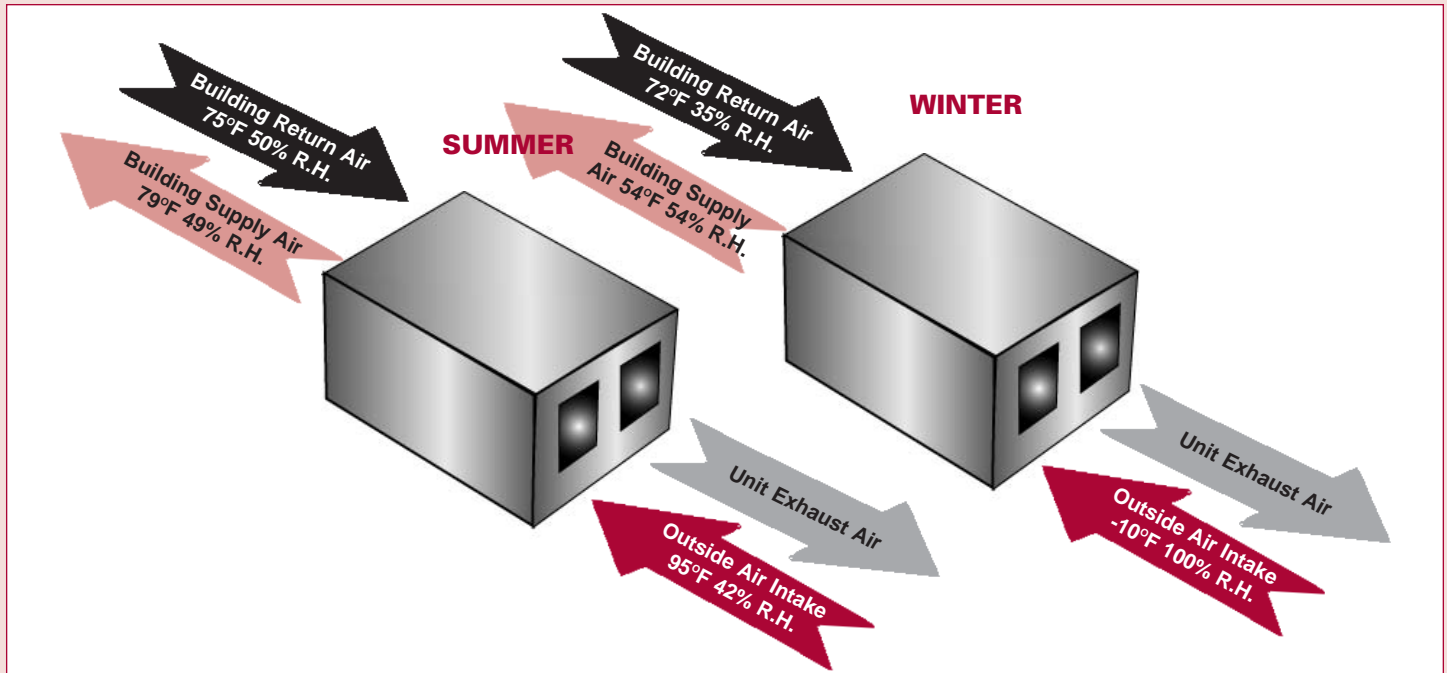 SUMMER
Building Return Air
75°F 50% R.H.
Building Supply Air
79°F 49% R.H.
Unit Exhaust Air
Outside Air Intake
95°F 42% R.H.
WINTER
Building Return Air
72°F 35% R.H.
Building Supply
Air 54°F 54% R.H.
Unit Exhaust Air
Outside Air Intake
-10°F 100% R.H.